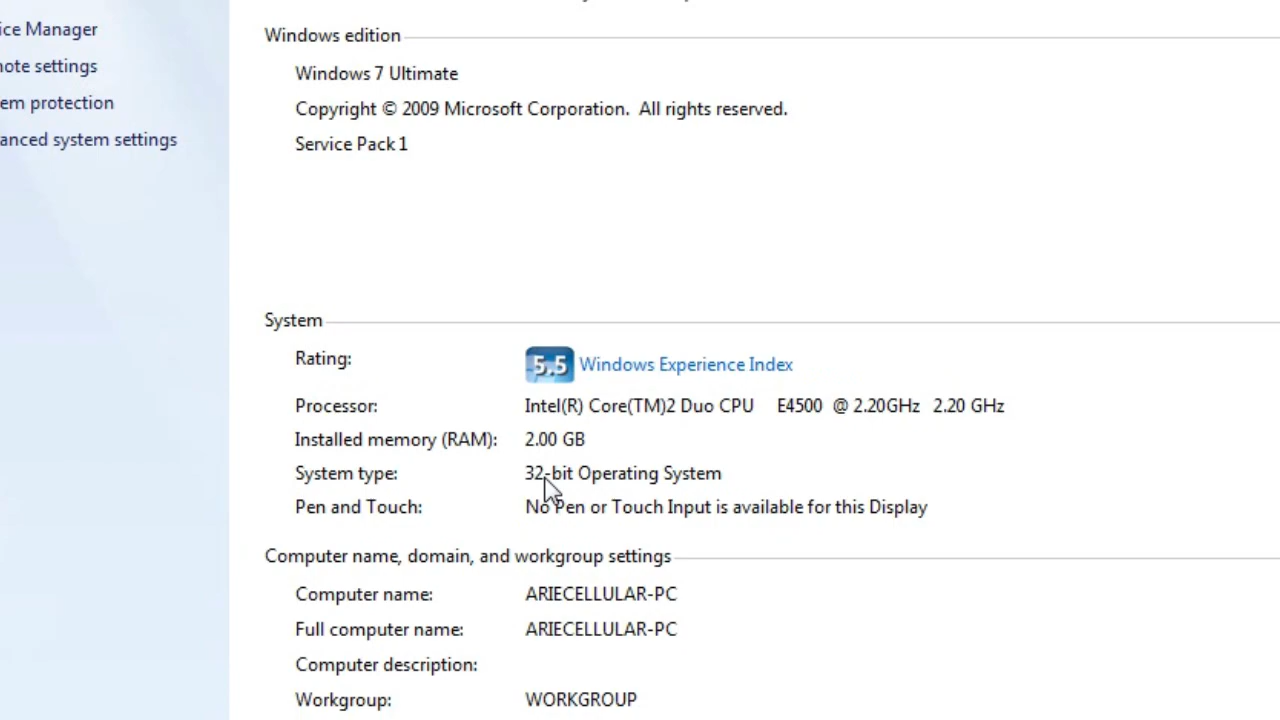 ice Manager
note settings
em protection
anced system settings
Windows edition
Windows 7 Ultimate
Copyright © 2009 Microsoft Corporation.  All rights reserved.
Service Pack 1
System
Rating: 5.5 Windows Experience Index
Processor: Intel(R) Core(TM)2 Duo CPU E4500 @ 2.20GHz 2.20 GHz
Installed memory (RAM): 2.00 GB
System type: 32-bit Operating System
Pen and Touch: No Pen or Touch Input is available for this Display
Computer name, domain, and workgroup settings
Computer name: ARIECELLULAR-PC
Full computer name: ARIECELLULAR-PC
Computer description:
Workgroup: WORKGROUP